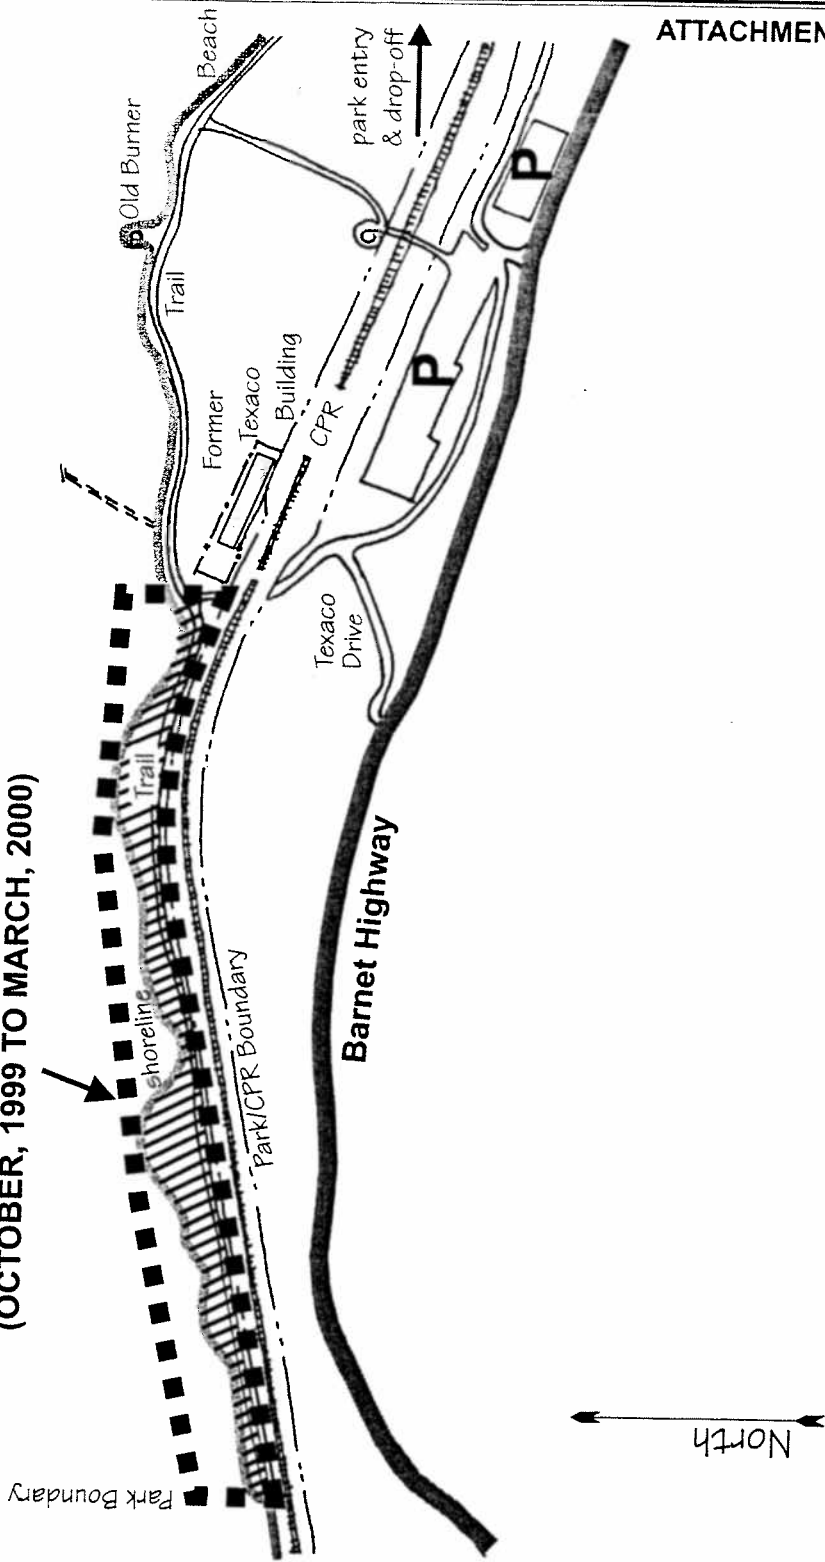 ATTACHMEN
(OCTOBER, 1999 TO MARCH, 2000)
Park Boundary
shoreline
Trail
Park/CPR Boundary
Barnet Highway
Texaco
Drive
Former
Texaco
Building
CPR
Trail
Old Burner
Beach
park entry
& drop-off
P
P
North